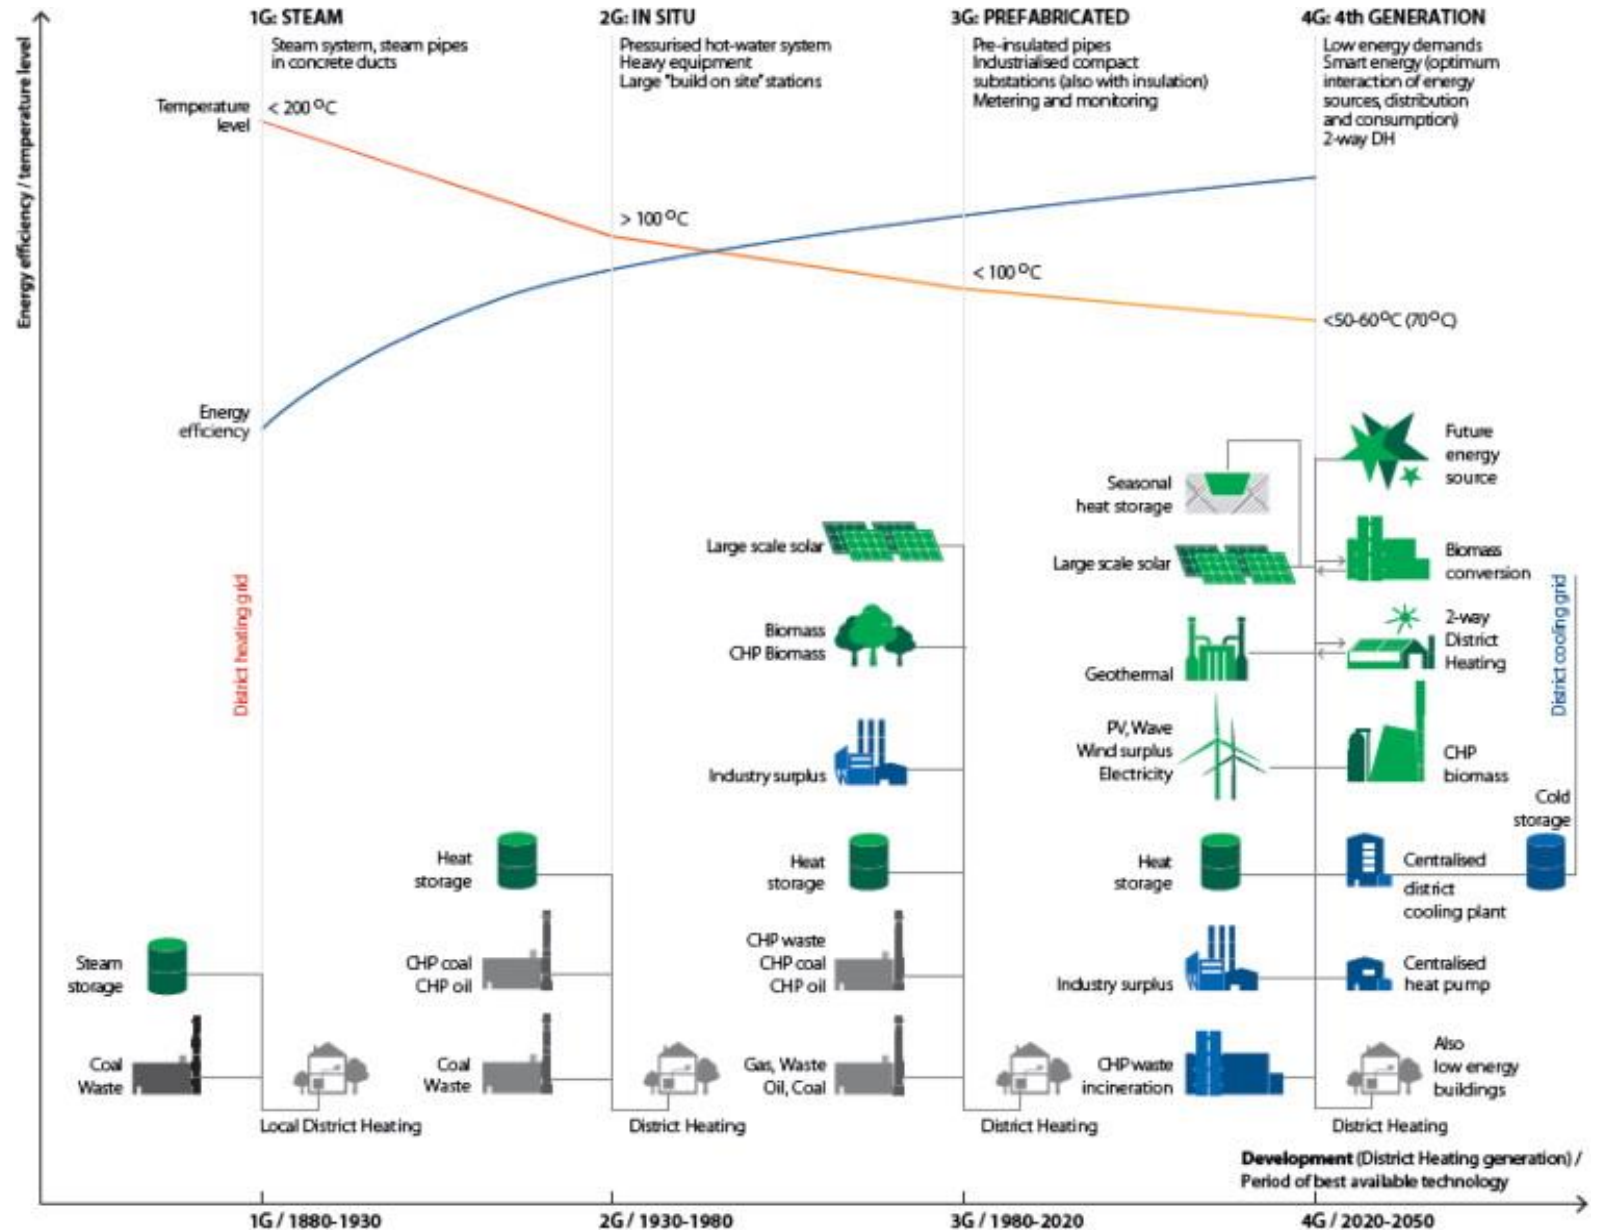 1G: STEAM
Steam system, steam pipes
in concrete ducts
2G: IN SITU
Pressurised hot-water system
Heavy equipment
Large "build on site" stations
3G: PREFABRICATED
Pre-insulated pipes
Industrialised compact
substations (also with insulation)
Metering and monitoring
4G: 4th GENERATION
Low energy demands
Smart energy (optimum
interaction of energy
sources, distribution
and consumption)
2-way DH
Energy efficiency / temperature level
Temperature
level
< 200 °C
> 100 °C
< 100 °C
<50-60°C (70°C)
Energy
efficiency
District heating grid
Steam
storage
Coal
Waste
Local District Heating
Heat
storage
CHP coal
CHP oil
Coal
Waste
District Heating
Large scale solar
Biomass
CHP Biomass
Industry surplus
Heat
storage
CHP waste
CHP coal
CHP oil
Gas, Waste
Oil, Coal
District Heating
Seasonal
heat storage
Large scale solar
Geothermal
PV, Wave
Wind surplus
Electricity
Heat
storage
Industry surplus
CHP waste
incineration
Future
energy
source
Biomass
conversion
2-way
District
Heating
CHP
biomass
Cold
storage
Centralised
district
cooling plant
Centralised
heat pump
Also
low energy
buildings
District Heating
District cooling grid
Development (District Heating generation) /
Period of best available technology
1G / 1880-1930
2G / 1930-1980
3G / 1980-2020
4G / 2020-2050